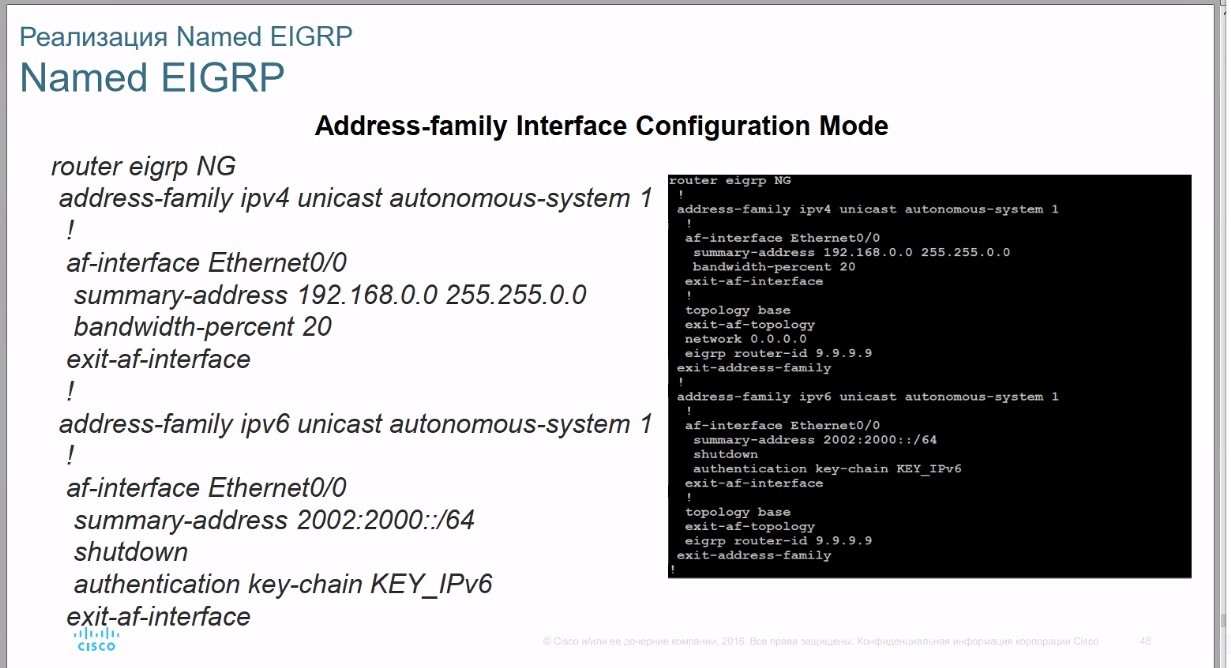 Реализация Named EIGRP
Named EIGRP
Address-family Interface Configuration Mode
router eigrp NG
address-family ipv4 unicast autonomous-system 1
!
af-interface Ethernet0/0
summary-address 192.168.0.0 255.255.0.0
bandwidth-percent 20
exit-af-interface
!
address-family ipv6 unicast autonomous-system 1
!
af-interface Ethernet0/0
summary-address 2002:2000::/64
shutdown
authentication key-chain KEY_IPv6
exit-af-interface
router eigrp NG
!
address-family ipv4 unicast autonomous-system 1
!
af-interface Ethernet0/0
summary-address 192.168.0.0 255.255.0.0
bandwidth-percent 20
exit-af-interface
!
topology base
exit-af-topology
network 0.0.0.0
eigrp router-id 9.9.9.9
exit-address-family
!
address-family ipv6 unicast autonomous-system 1
!
af-interface Ethernet0/0
summary-address 2002:2000::/64
shutdown
authentication key-chain KEY_IPv6
exit-af-interface
!
topology base
exit-af-topology
eigrp router-id 9.9.9.9
exit-address-family
!
CISCO
© Cisco и/или ее дочерние компании, 2016. Все права защищены. Конфиденциальная информация корпорации Cisco
48